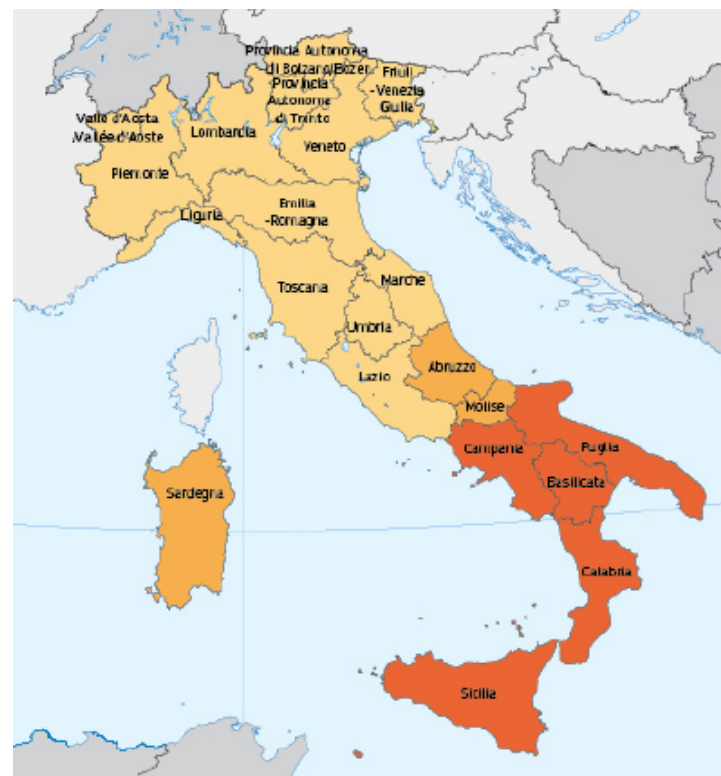 Provincia Autonoma
di Bolzano/Bozen
Provincia
Autonoma
di Trento
Friuli
-Venezia
Giulia
Valle d'Aosta
/Vallée d'Aoste
Lombardia
Veneto
Piemonte
Liguria
Emilia
-Romagna
Toscana
Marche
Umbria
Lazio
Abruzzo
Molise
Campania
Puglia
Basilicata
Sardegna
Calabria
Sicilia